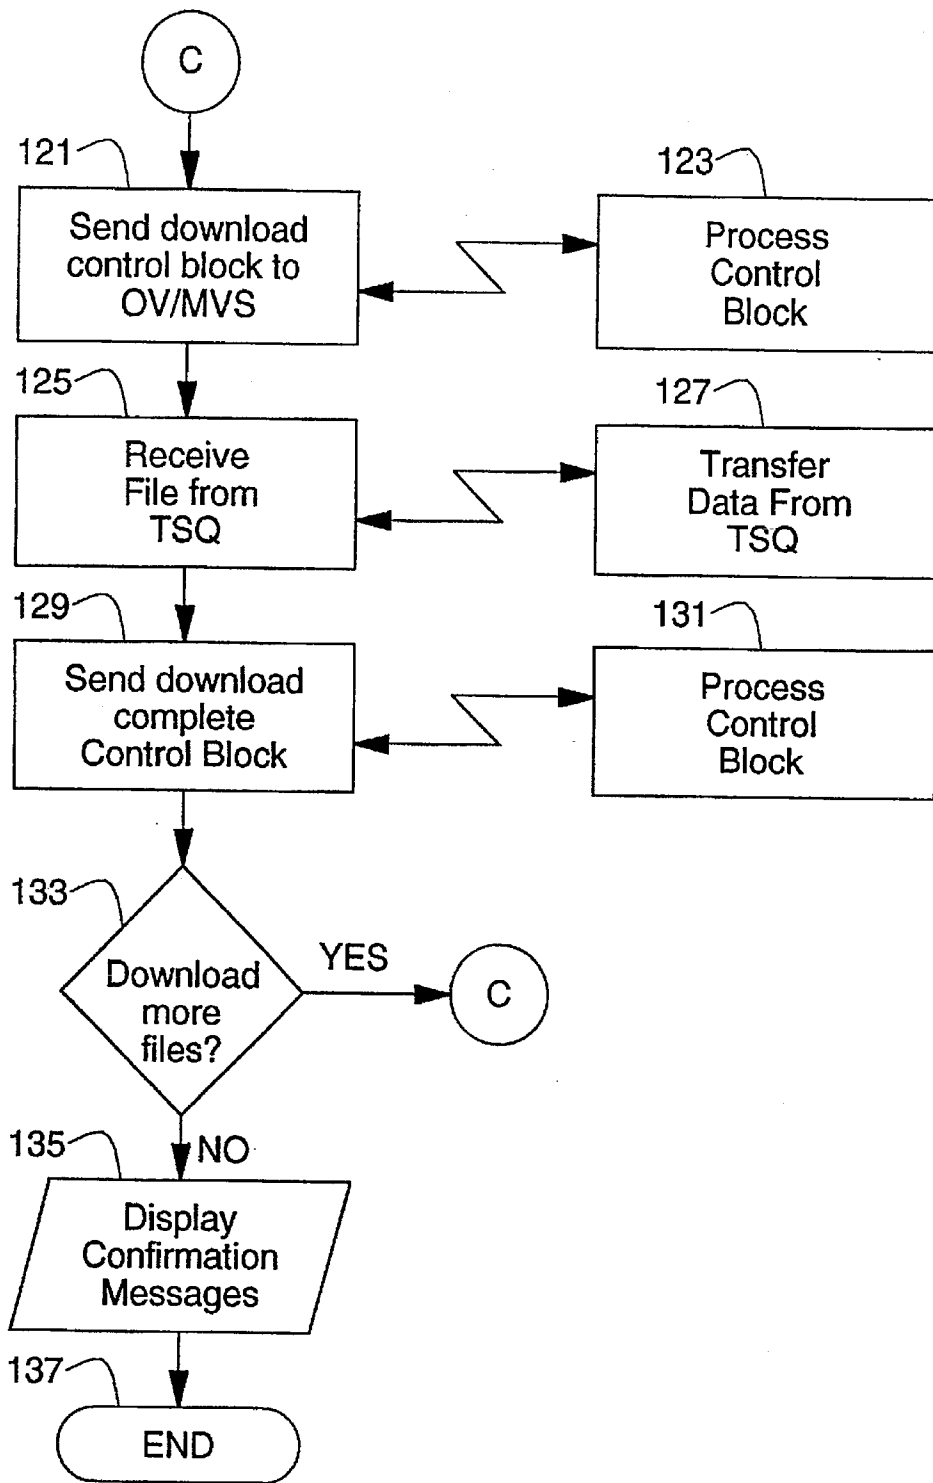 C
121
Send download
control block to
OV/MVS
123
Process
Control
Block
125
Receive
File from
TSQ
127
Transfer
Data From
TSQ
129
Send download
complete
Control Block
131
Process
Control
Block
133
Download
more
files?
YES
C
NO
135
Display
Confirmation
Messages
137
END